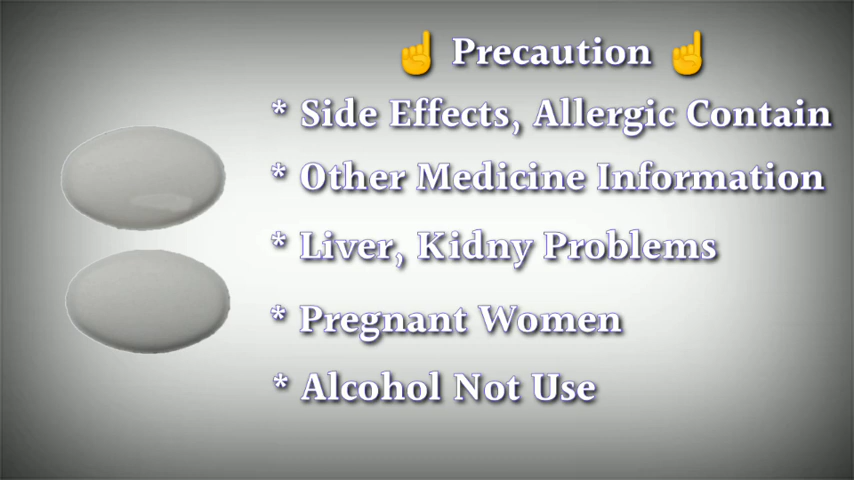 ☝ Precaution ☝
* Side Effects, Allergic Contain
* Other Medicine Information
* Liver, Kidny Problems
* Pregnant Women
* Alcohol Not Use